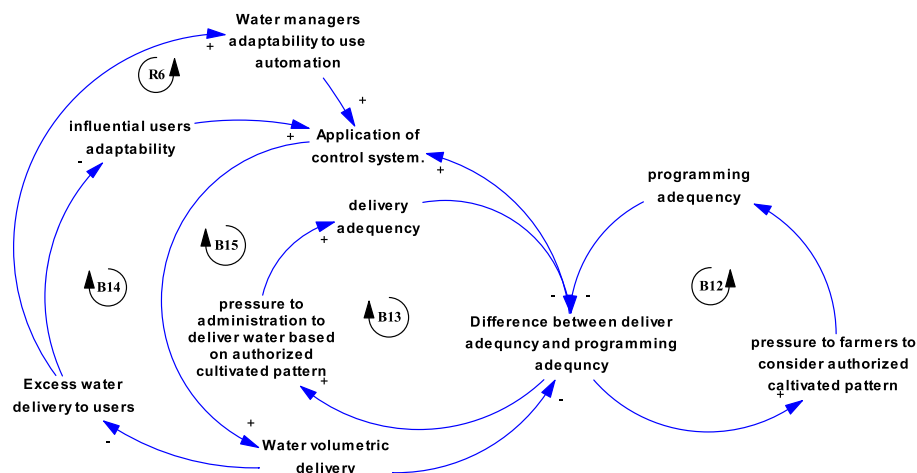 Water managers
adaptability to use
automation
+
R6
+
influential users
adaptability
-
+
Application of
control system.
+
programming
adequency
delivery
adequency
+
B15
B14
B13
B12
pressure to
administration to
deliver water based
on authorized
cultivated pattern
+
- -
Difference between deliver
adequncy and programming
adequncy
-
pressure to farmers to
consider authorized
caltivated pattern
+
Excess water
delivery to users
-
+
Water volumetric
delivery